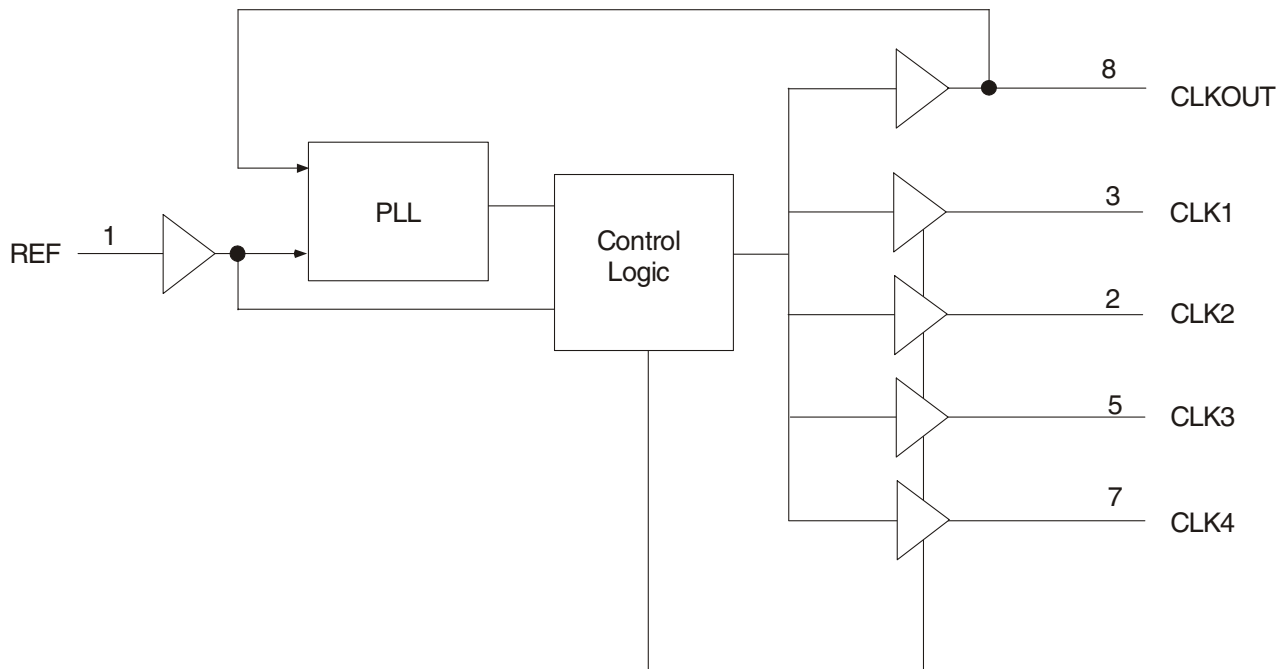 8
CLKOUT
PLL
3
CLK1
1
REF
Control
Logic
2
CLK2
5
CLK3
7
CLK4